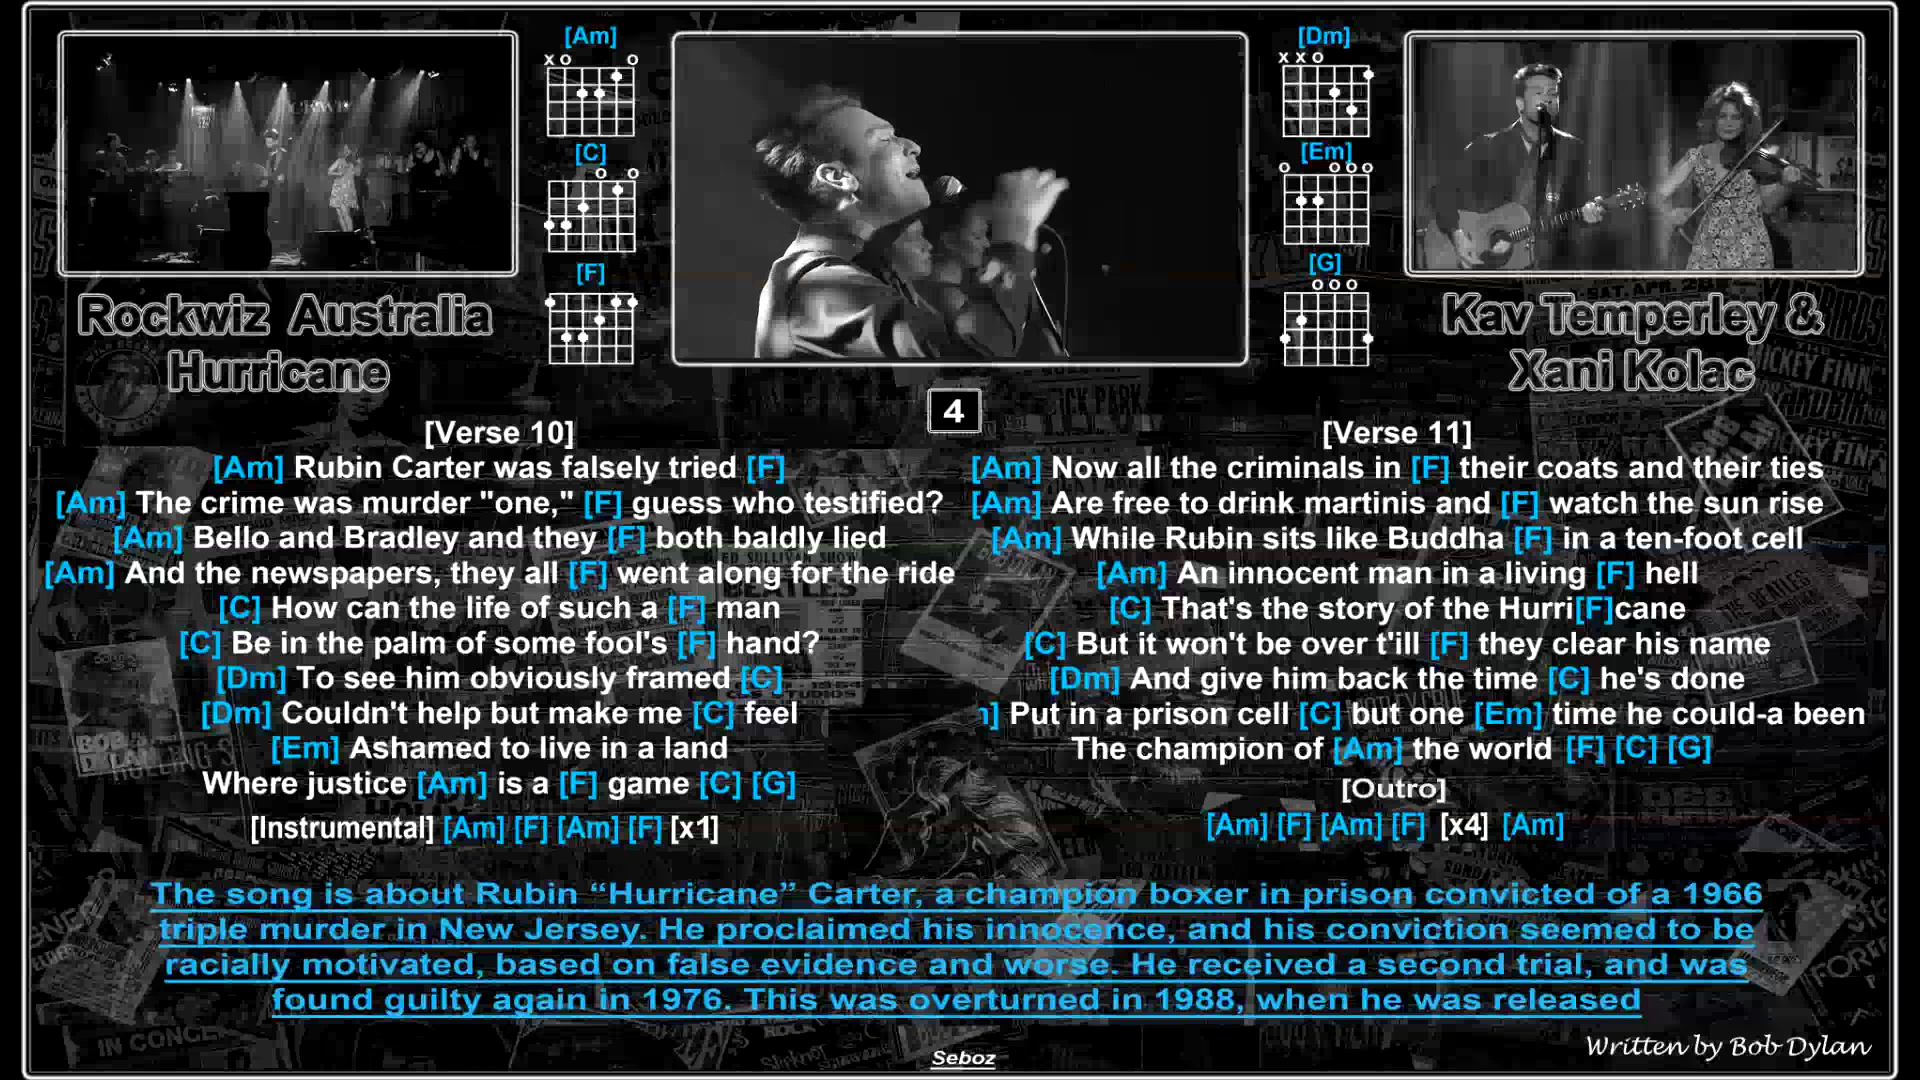 [Am]
x o o
[C]
o o
[F]
[Dm]
x x o
[Em]
o o o o
[G]
o o o
Rockwiz Australia
Hurricane
Kav Temperley &
Xani Kolac
4
[Verse 10]
[Am] Rubin Carter was falsely tried [F]
[Am] The crime was murder "one," [F] guess who testified?
[Am] Bello and Bradley and they [F] both baldly lied
[Am] And the newspapers, they all [F] went along for the ride
[C] How can the life of such a [F] man
[C] Be in the palm of some fool's [F] hand?
[Dm] To see him obviously framed [C]
[Dm] Couldn't help but make me [C] feel
[Em] Ashamed to live in a land
Where justice [Am] is a [F] game [C] [G]
[Instrumental] [Am] [F] [Am] [F] [x1]
[Verse 11]
[Am] Now all the criminals in [F] their coats and their ties
[Am] Are free to drink martinis and [F] watch the sun rise
[Am] While Rubin sits like Buddha [F] in a ten-foot cell
[Am] An innocent man in a living [F] hell
[C] That's the story of the Hurri[F]cane
[C] But it won't be over t'ill [F] they clear his name
[Dm] And give him back the time [C] he's done
] Put in a prison cell [C] but one [Em] time he could-a been
The champion of [Am] the world [F] [C] [G]
[Outro]
[Am] [F] [Am] [F] [x4] [Am]
The song is about Rubin “Hurricane” Carter, a champion boxer in prison convicted of a 1966
triple murder in New Jersey. He proclaimed his innocence, and his conviction seemed to be
racially motivated, based on false evidence and worse. He received a second trial, and was
found guilty again in 1976. This was overturned in 1988, when he was released
Written by Bob Dylan
Seboz